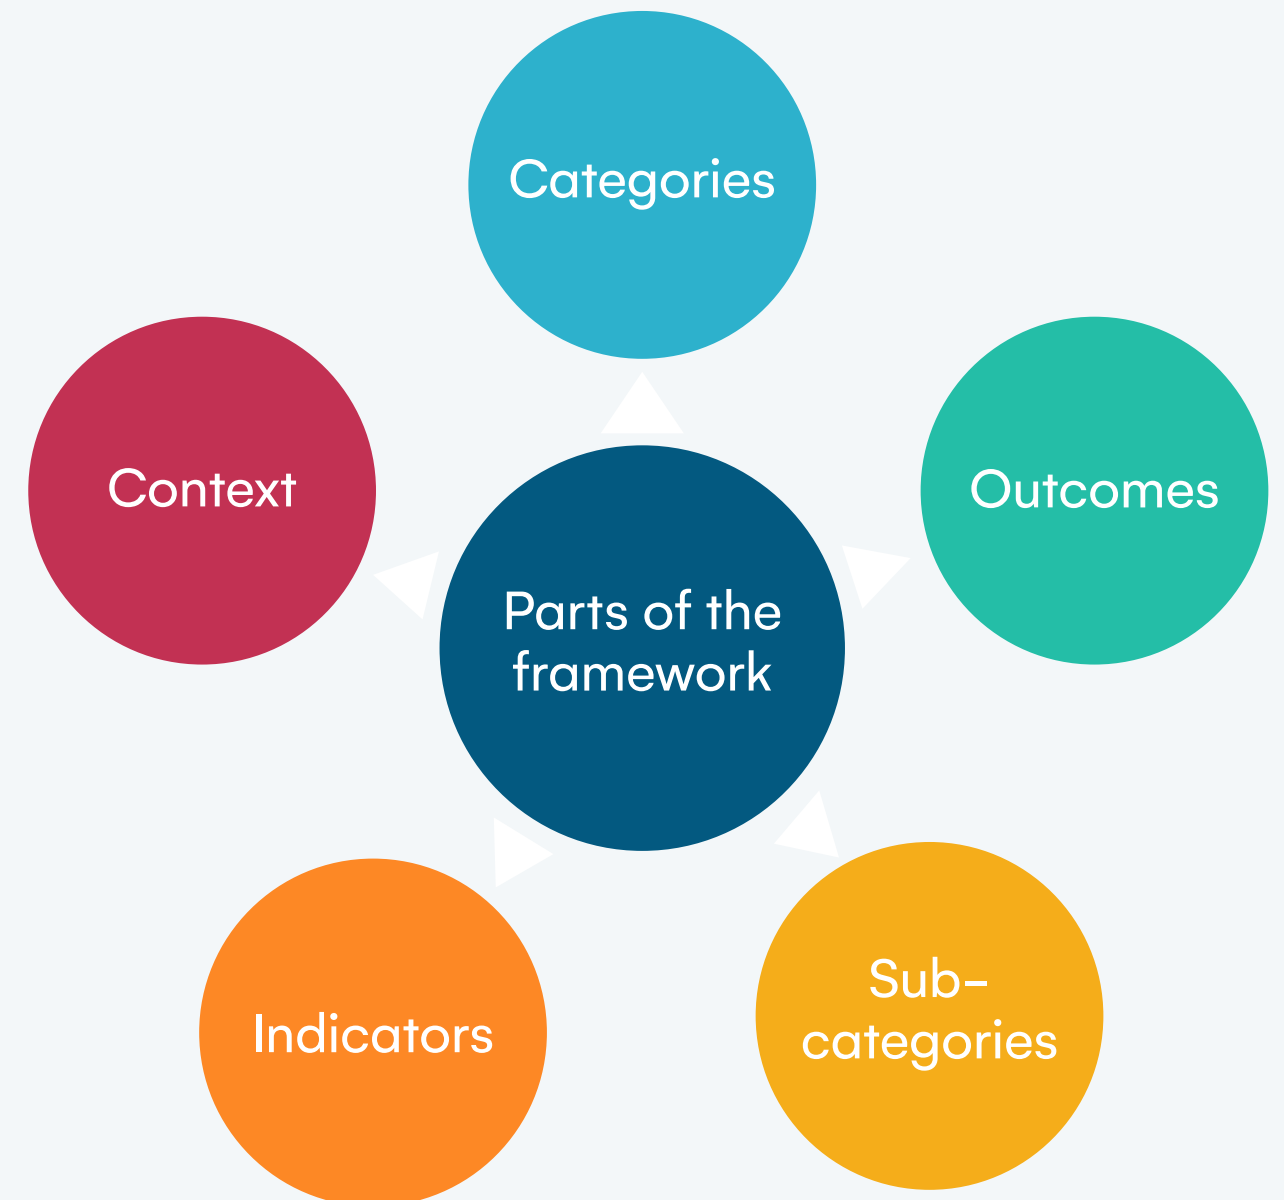 Categories
Context
Outcomes
Parts of the
framework
Sub-
categories
Indicators